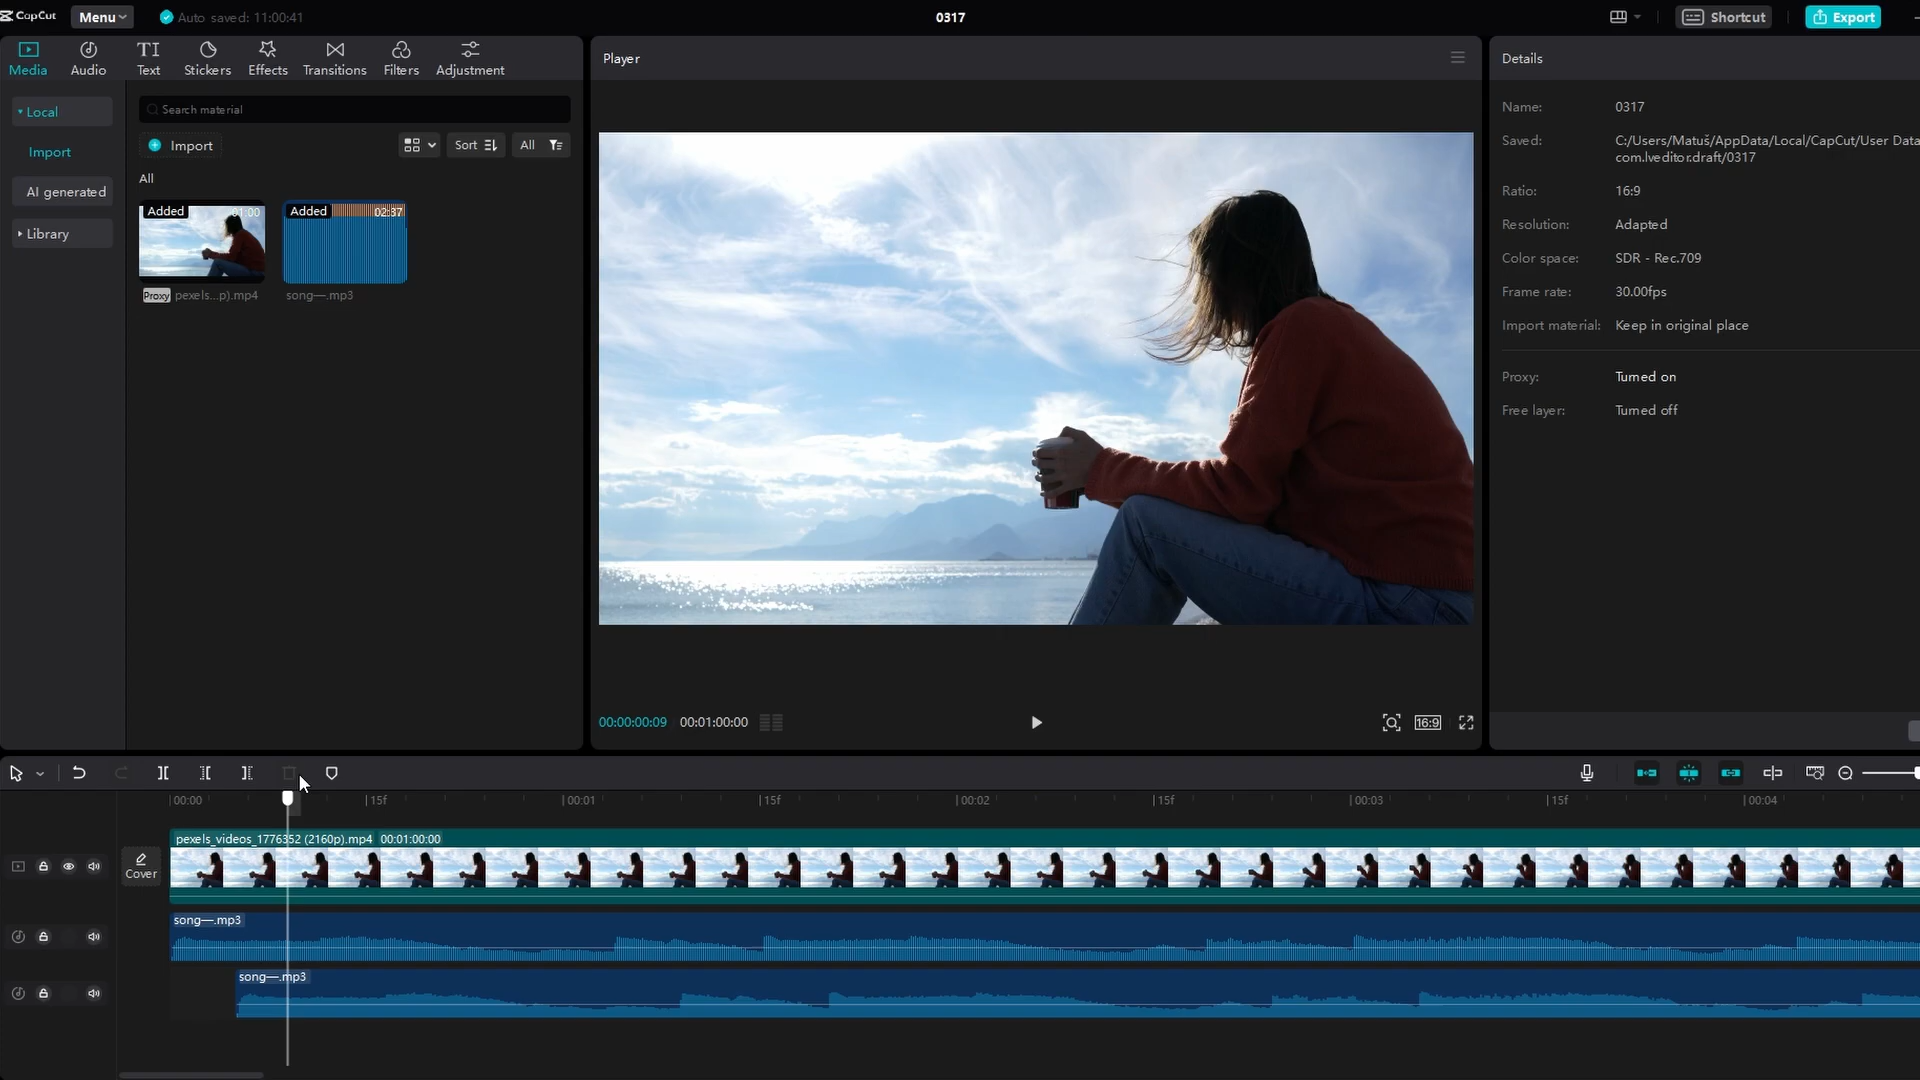 CapCut
Menu
Auto saved: 11:00:41
0317
Shortcut
Export
Media
Audio
TI
Text
Stickers
Effects
Transitions
Filters
Adjustment
Local
Import
AI generated
Library
Search material
Import
Sort
All
All
Added
01:00
Added
02:37
Proxy
pexels...p).mp4
song—.mp3
Player
00:00:00:09
00:01:00:00
16:9
Details
Name:
0317
Saved:
C:/Users/Matuš/AppData/Local/CapCut/User Data
com.lveditor.draft/0317
Ratio:
16:9
Resolution:
Adapted
Color space:
SDR - Rec.709
Frame rate:
30.00fps
Import material:
Keep in original place
Proxy:
Turned on
Free layer:
Turned off
00:00
15f
00:01
15f
00:02
15f
00:03
15f
00:04
pexels_videos_1776352 (2160p).mp4 00:01:00:00
Cover
song—.mp3
song—.mp3